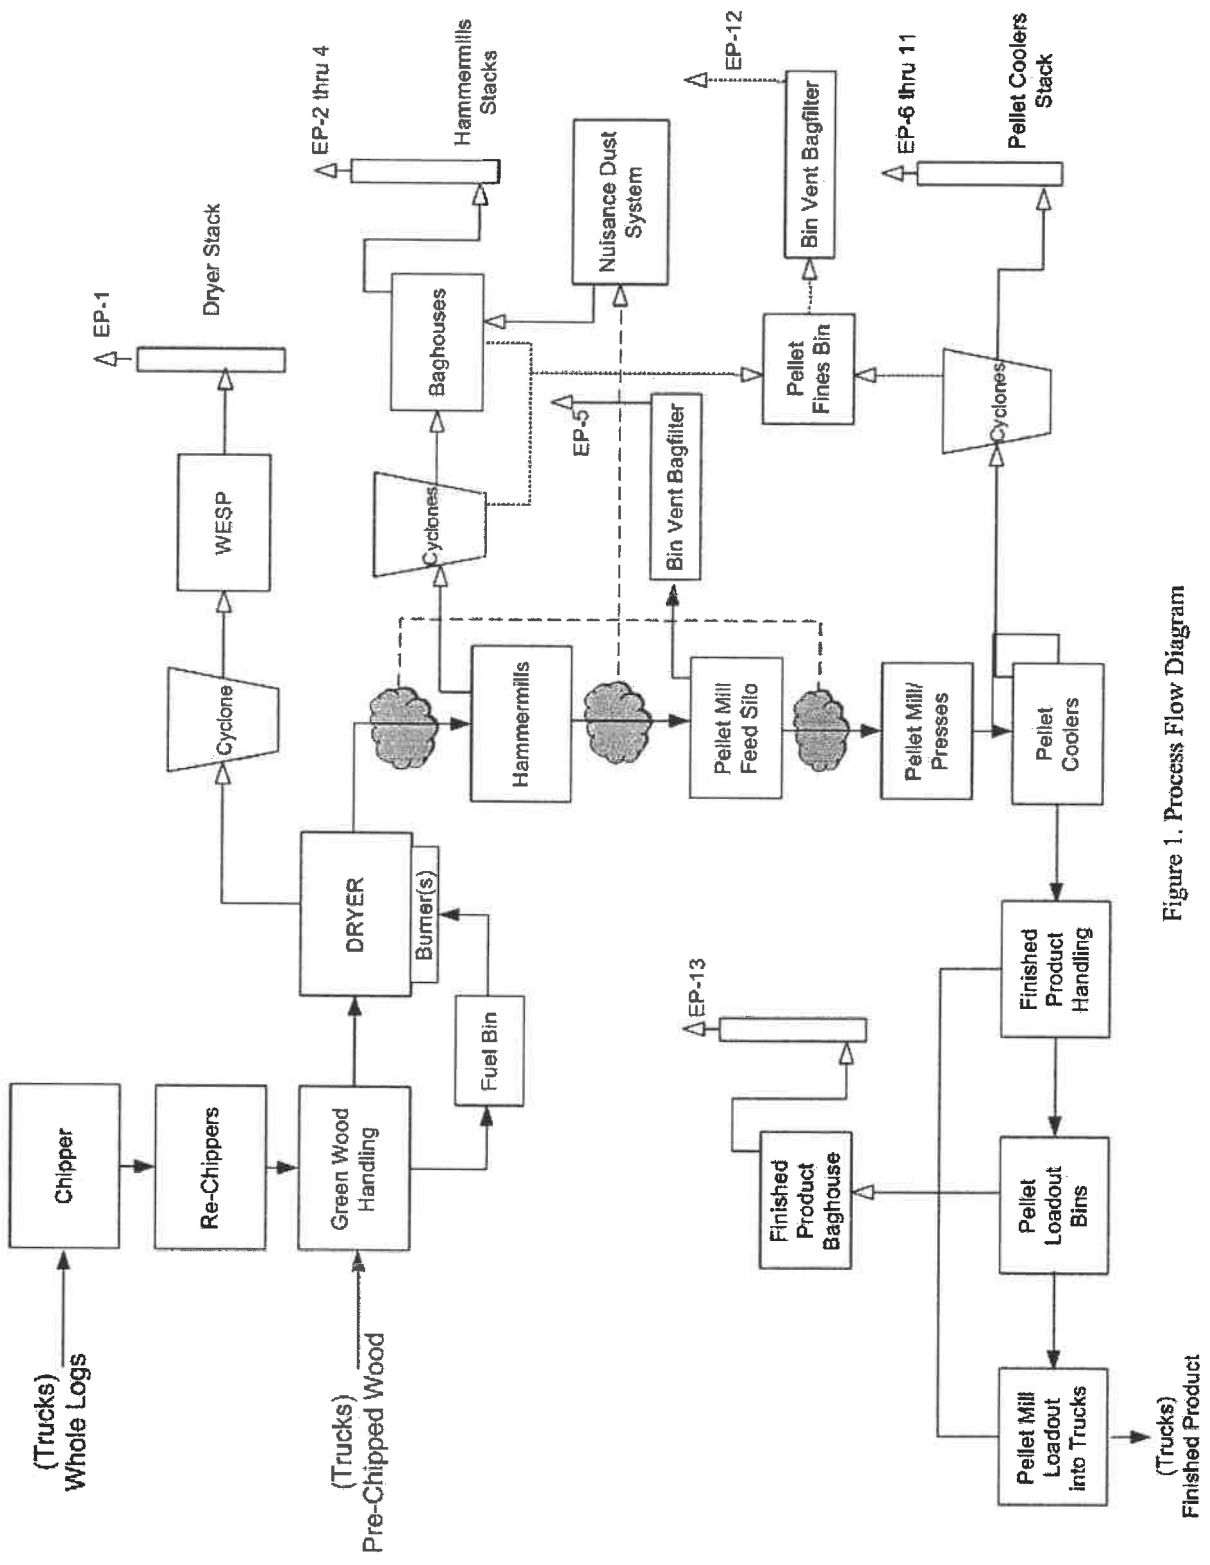 (Trucks)
Whole Logs
Chipper
Re-Chippers
(Trucks)
Pre-Chipped Wood
Green Wood
Handling
Fuel Bin
DRYER
Burner(s)
Cyclone
WESP
EP-1
Dryer Stack
Hammermills
Cyclones
Baghouses
EP-2 thru 4
Hammermills
Stacks
Nuisance Dust
System
Pellet Mill
Feed Silo
Bin Vent Bagfilter
EP-5
Pellet
Fines Bin
Bin Vent Bagfilter
EP-12
Pellet Mill/
Presses
Pellet
Coolers
Cyclones
EP-6 thru 11
Pellet Coolers
Stack
Finished
Product
Handling
Pellet
Loadout
Bins
Pellet Mill
Loadout
into Trucks
(Trucks)
Finished Product
Finished
Product
Baghouse
EP-13
Figure 1. Process Flow Diagram